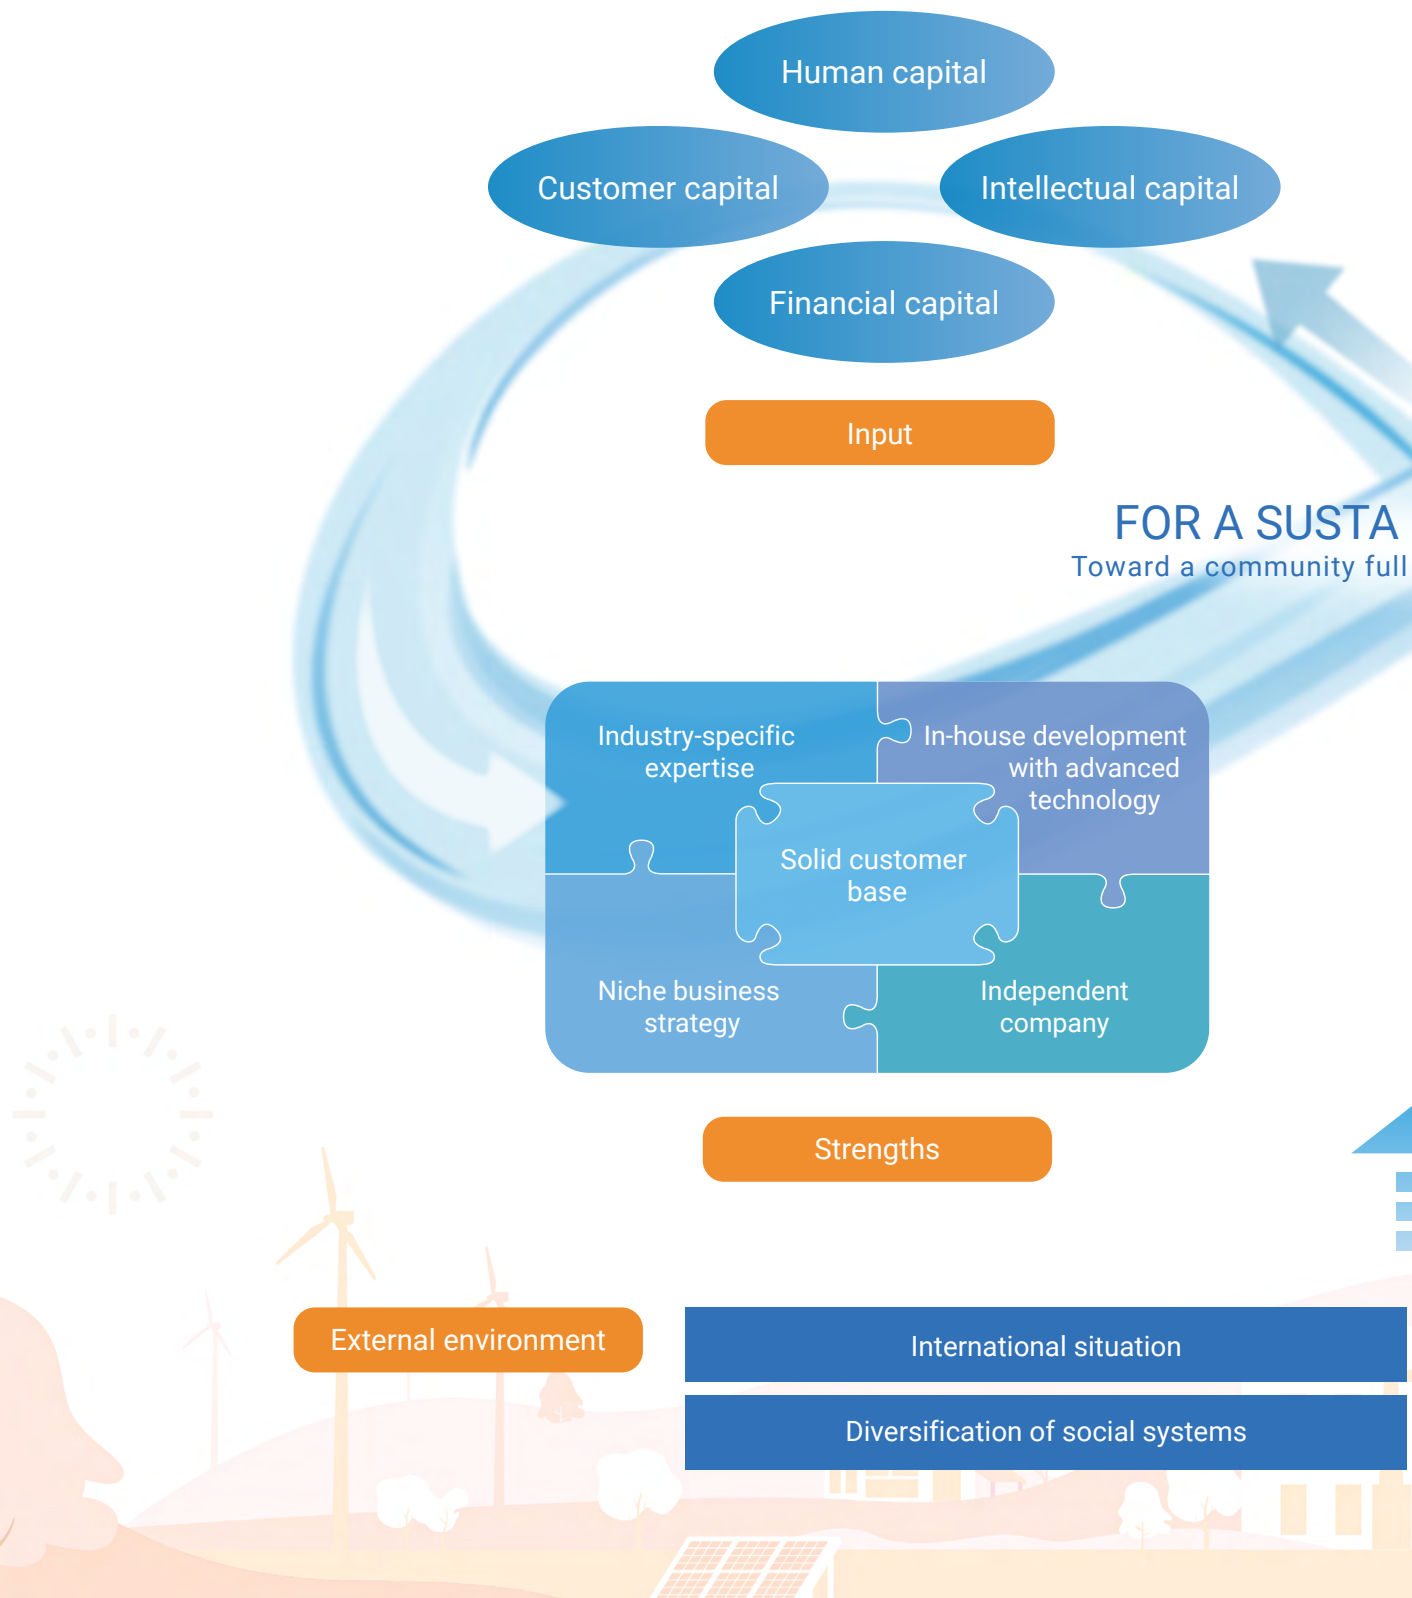 Human capital
Customer capital
Intellectual capital
Financial capital
Input
FOR A SUSTA
Toward a community full
Industry-specific
expertise
In-house development
with advanced
technology
Solid customer
base
Niche business
strategy
Independent
company
Strengths
External environment
International situation
Diversification of social systems